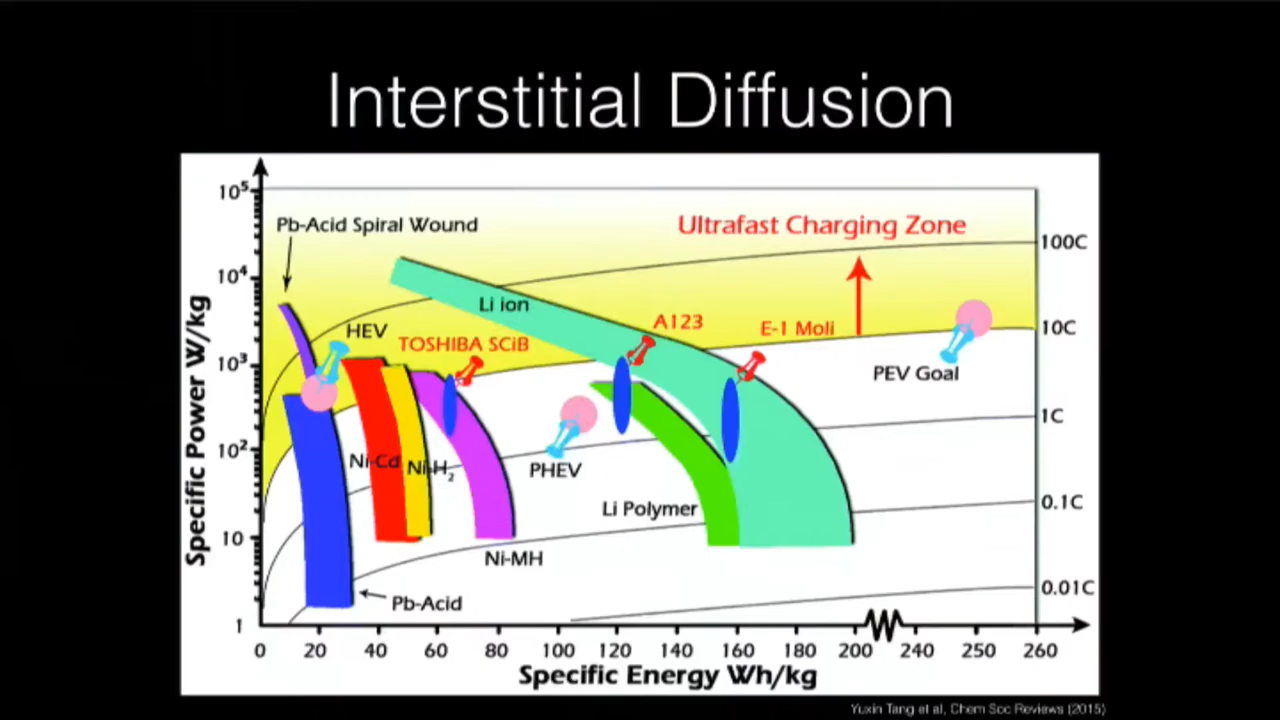 Interstitial Diffusion
10⁵
Pb-Acid Spiral Wound
Ultrafast Charging Zone
100C
10⁴
Li ion
HEV
TOSHIBA SCiB
A123
E-1 Moli
10C
10³
PEV Goal
Specific Power W/kg
1C
10²
Ni-Cd
Ni-H₂
PHEV
Li Polymer
0.1C
10
Ni-MH
Pb-Acid
0.01C
1
0 20 40 60 80 100 120 140 160 180 200 240 250 260
Specific Energy Wh/kg
Yuxin Tang et al, Chem Soc Reviews (2015)